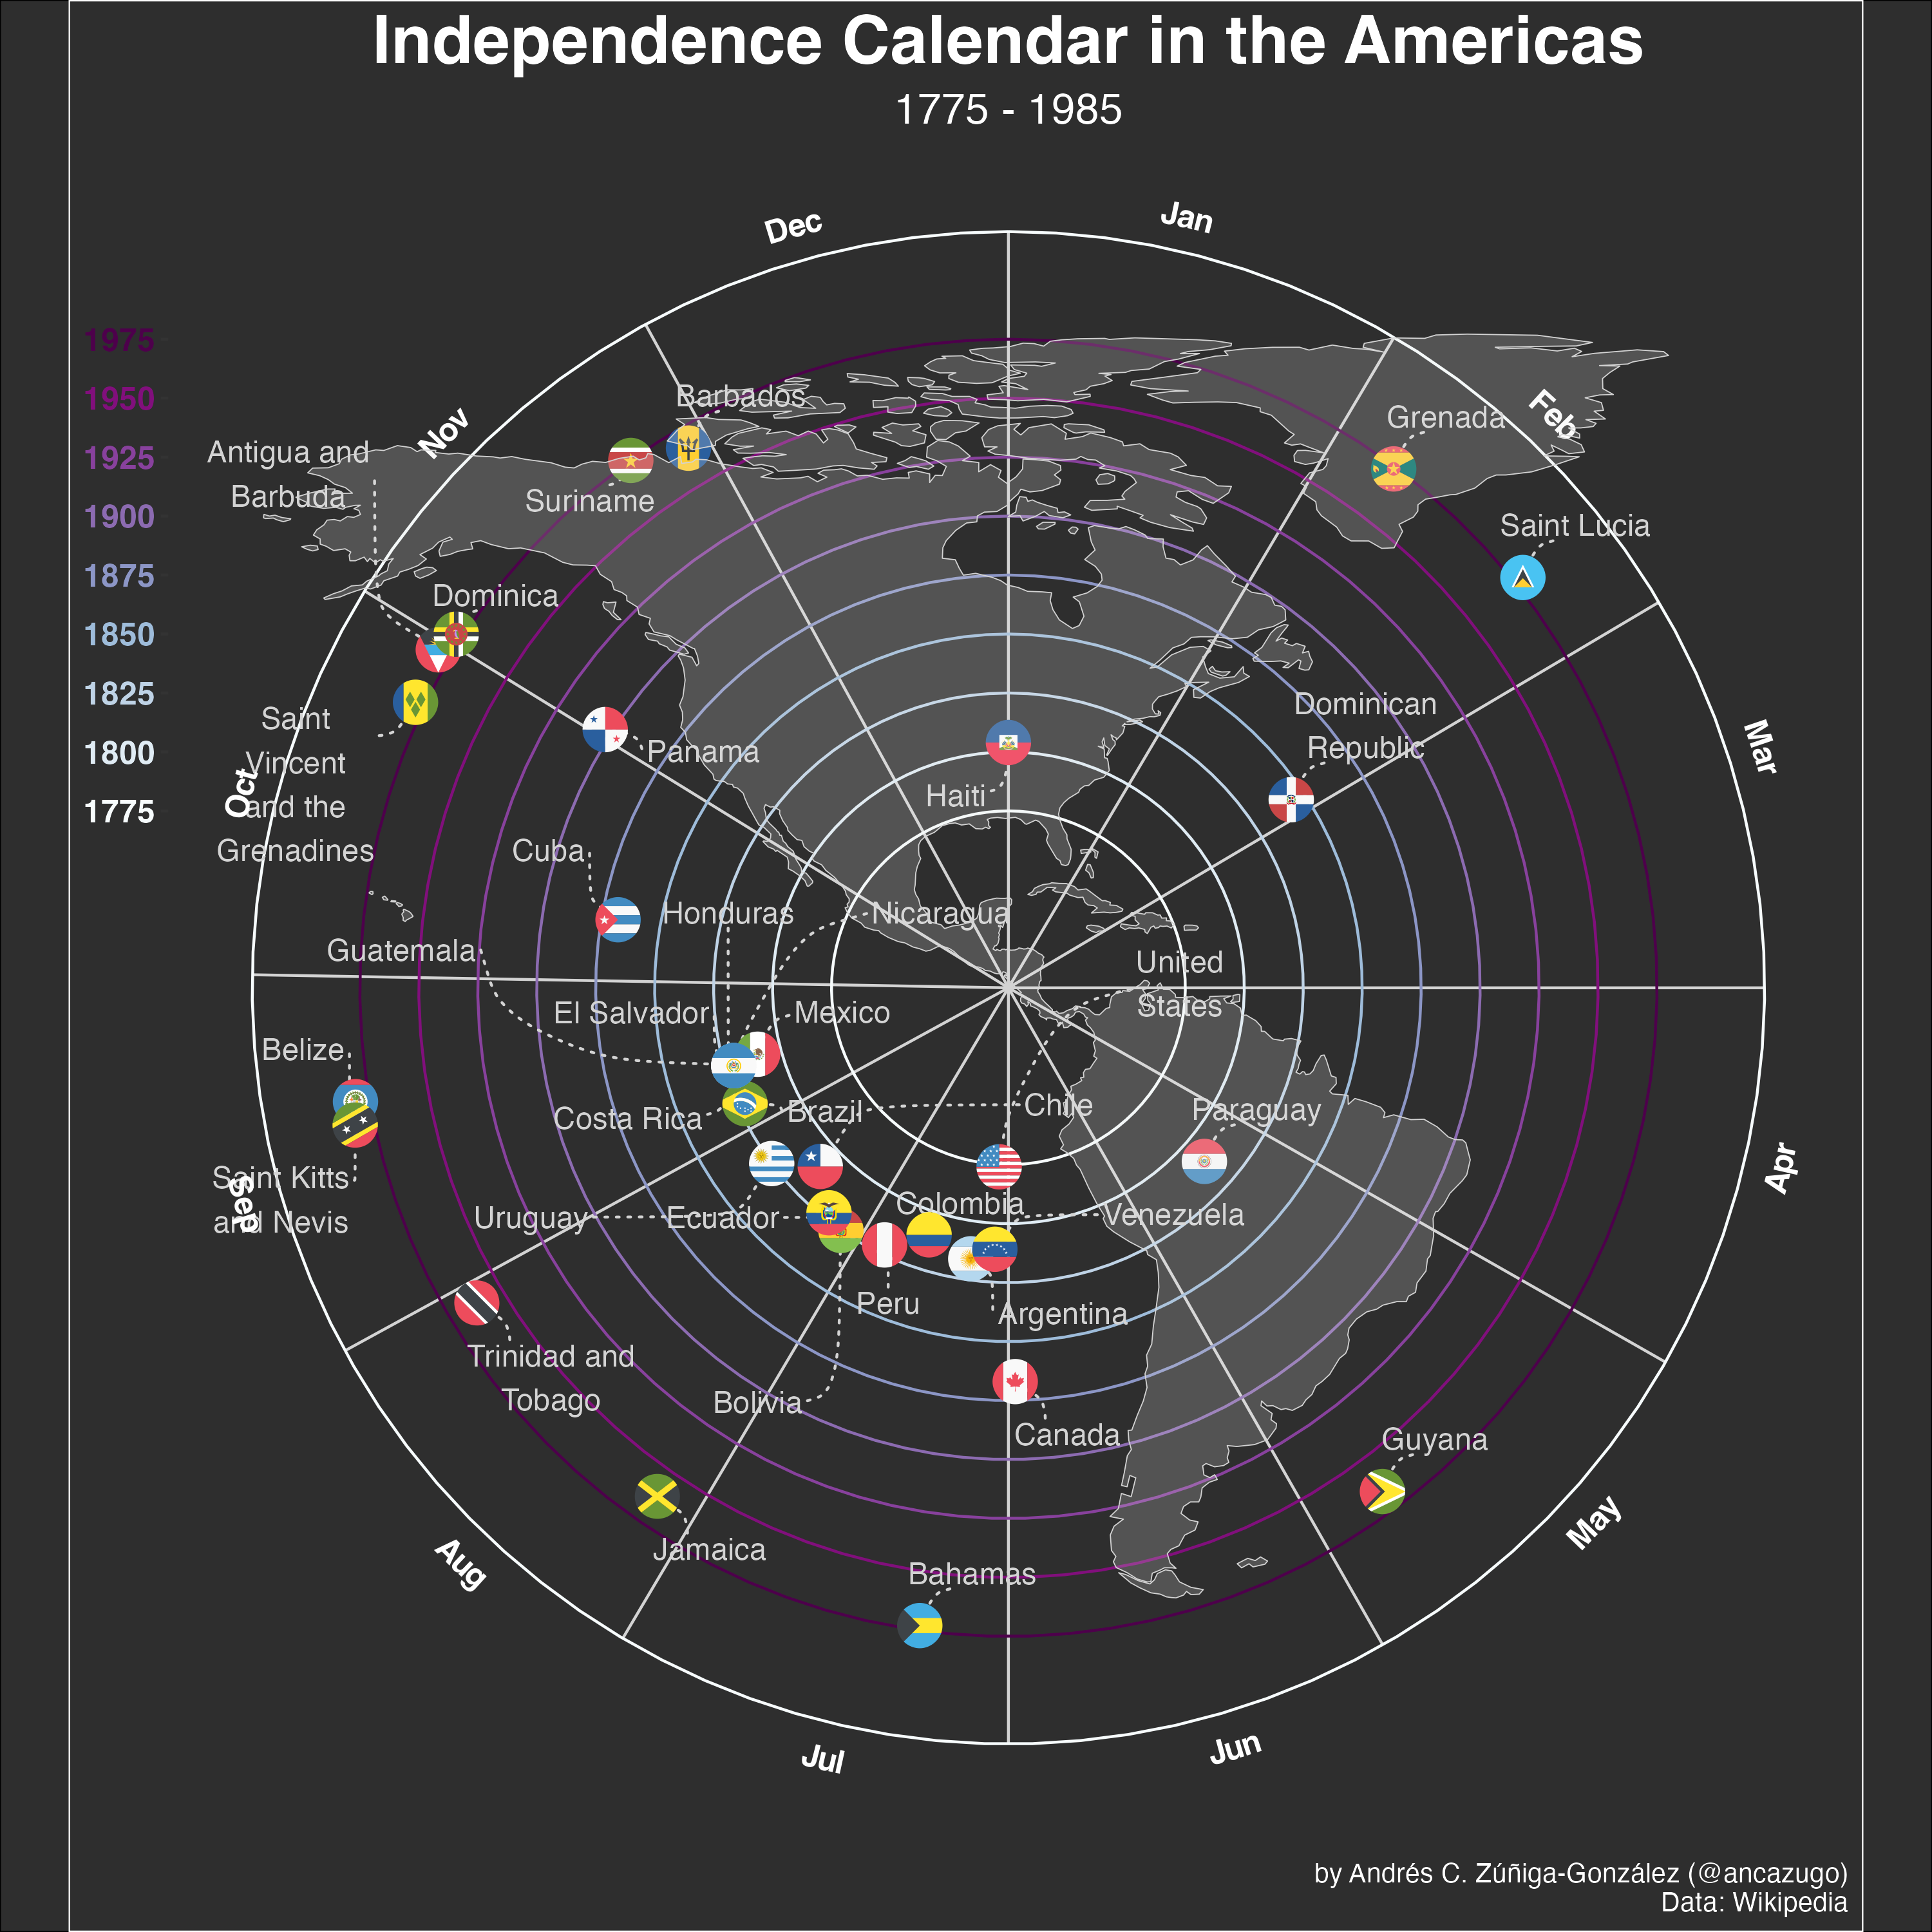 Independence Calendar in the Americas
1775 - 1985
Dec
Jan
Nov
Feb
Mar
Oct
Apr
Sep
May
Aug
Jun
Jul
1975
1950
1925
1900
1875
1850
1825
1800
1775
Barbados
Grenada
Antigua and
Barbuda
Suriname
Saint Lucia
Dominica
Saint
Vincent
and the
Grenadines
Panama
Dominican
Republic
Haiti
Cuba
Honduras
Nicaragua
Guatemala
United
States
El Salvador
Mexico
Belize
Costa Rica
Brazil
Chile
Paraguay
Saint Kitts
and Nevis
Uruguay
Ecuador
Colombia
Venezuela
Peru
Argentina
Trinidad and
Tobago
Bolivia
Canada
Guyana
Jamaica
Bahamas
by Andrés C. Zúñiga-González (@ancazugo)
Data: Wikipedia